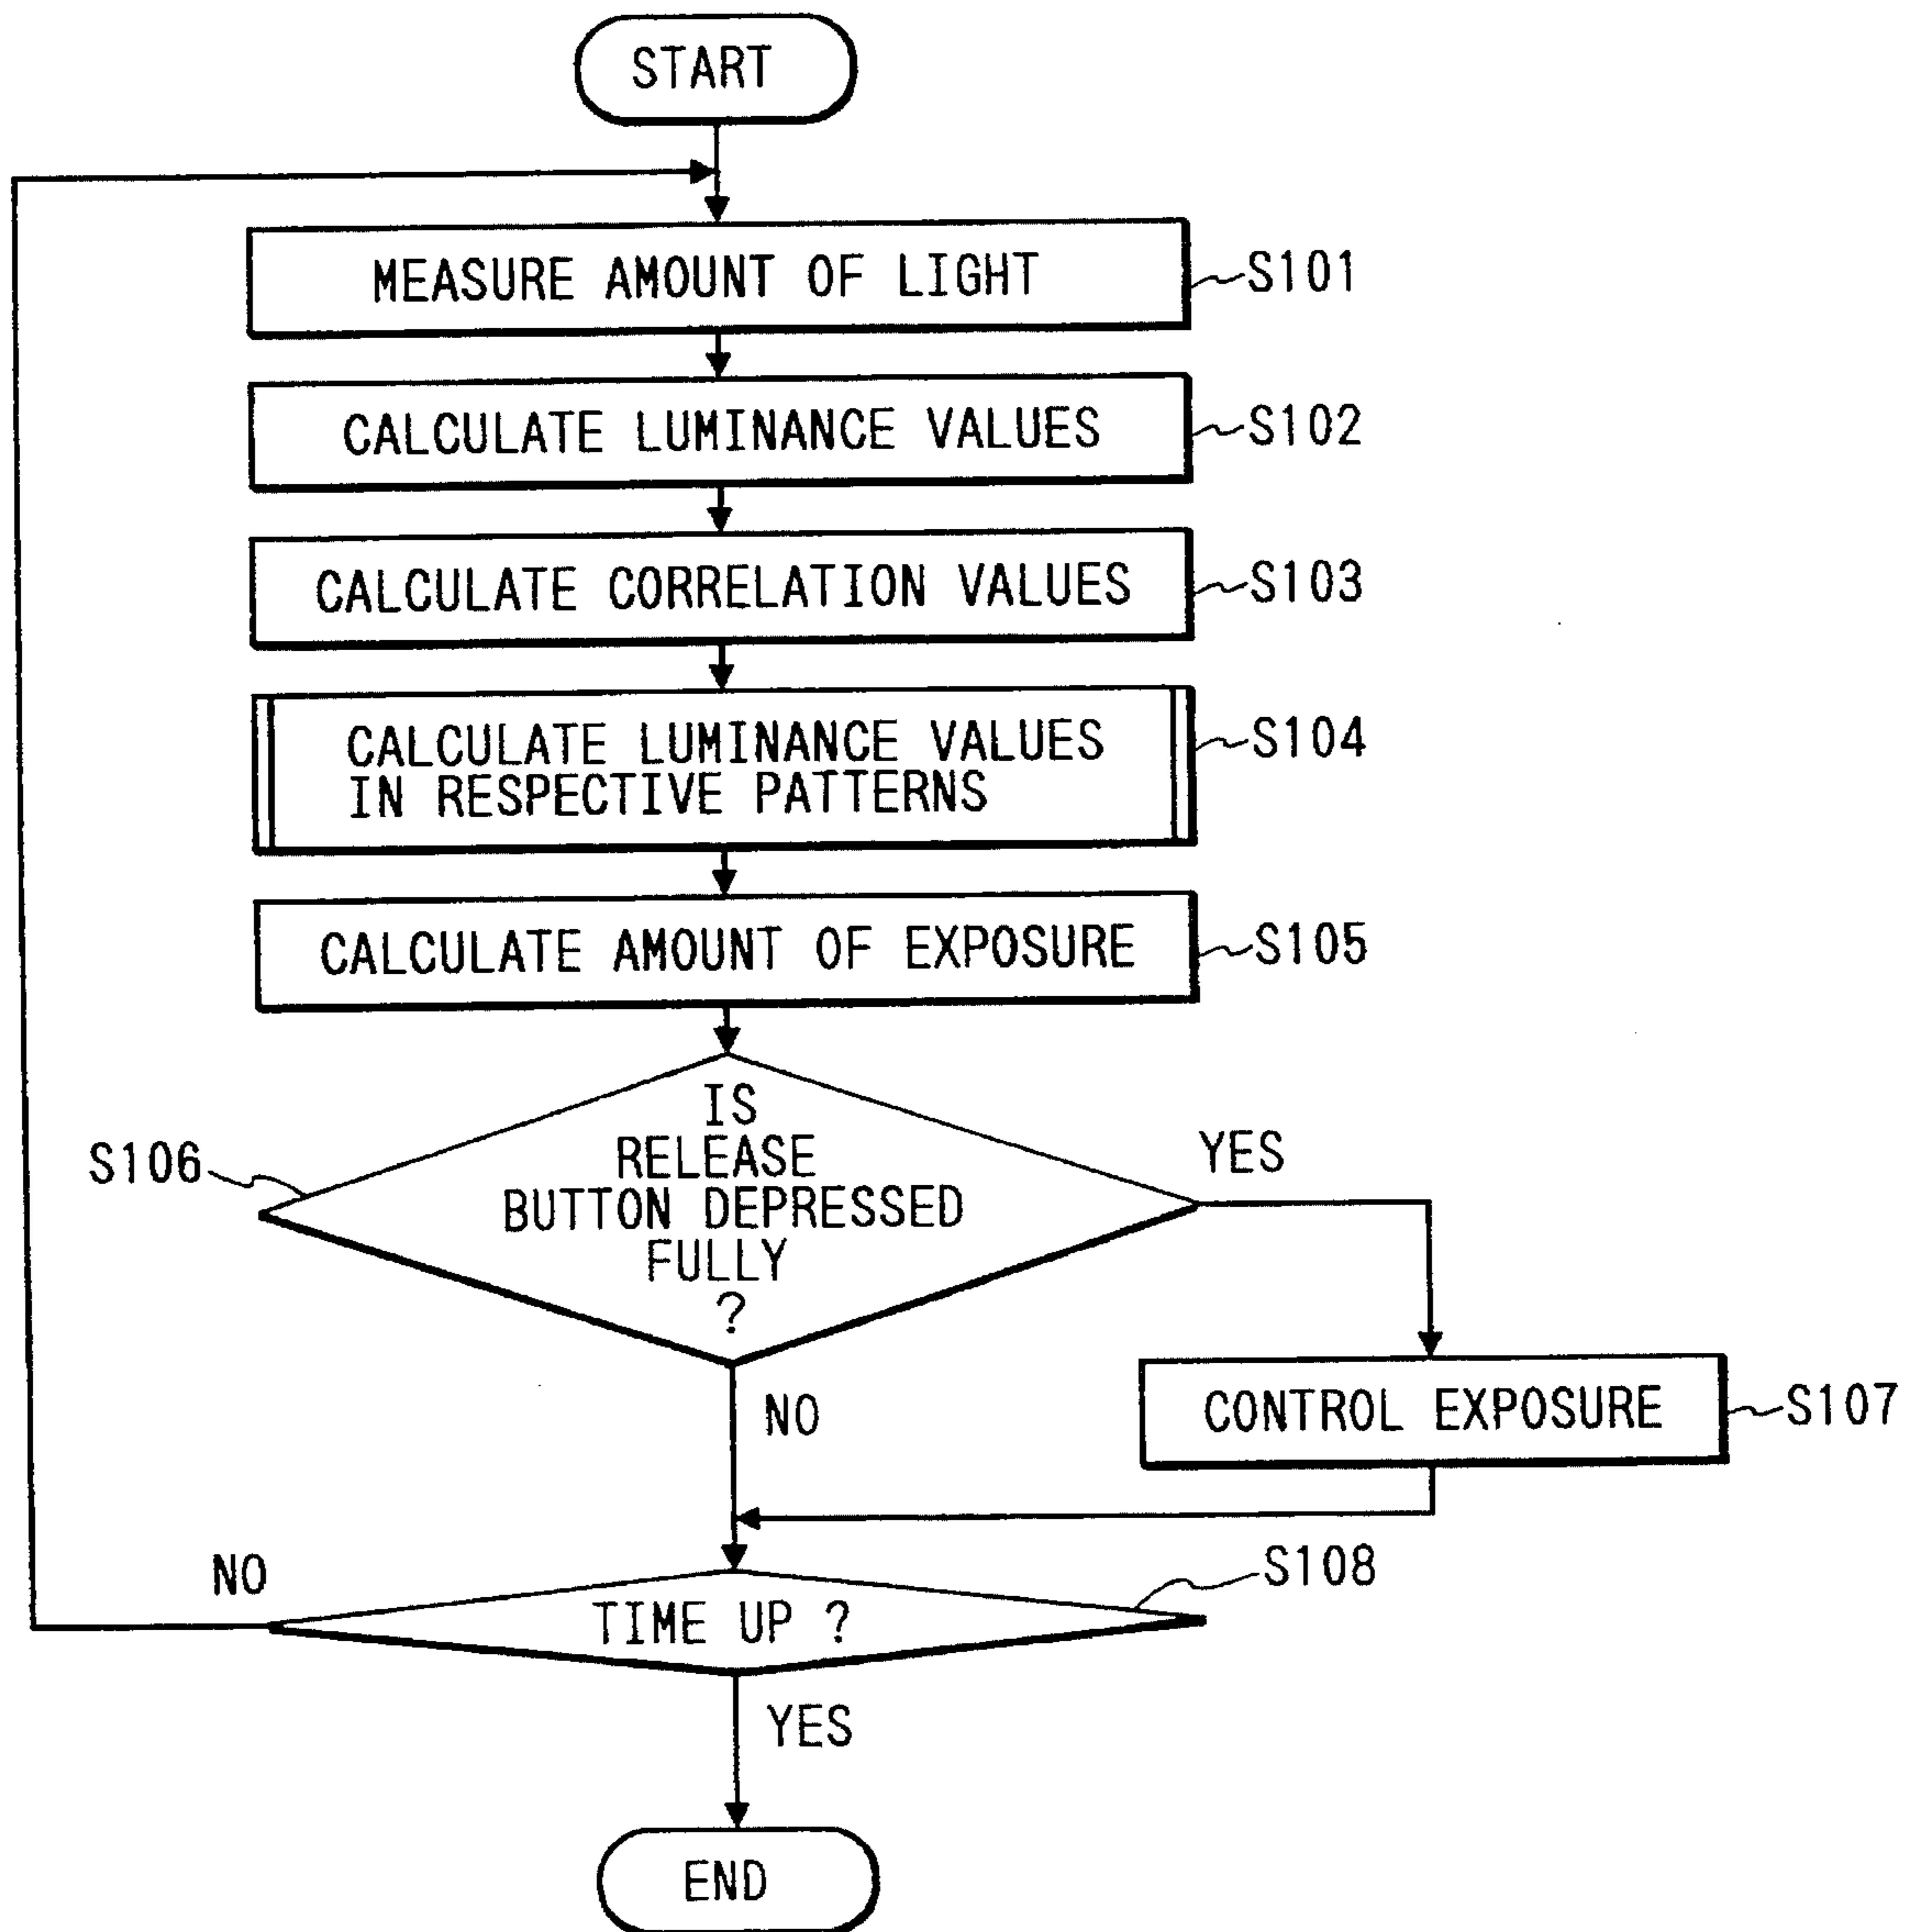 START
MEASURE AMOUNT OF LIGHT
S101
CALCULATE LUMINANCE VALUES
S102
CALCULATE CORRELATION VALUES
S103
CALCULATE LUMINANCE VALUES
IN RESPECTIVE PATTERNS
S104
CALCULATE AMOUNT OF EXPOSURE
S105
IS
RELEASE
BUTTON DEPRESSED
FULLY
?
S106
YES
NO
CONTROL EXPOSURE
S107
TIME UP ?
S108
NO
YES
END